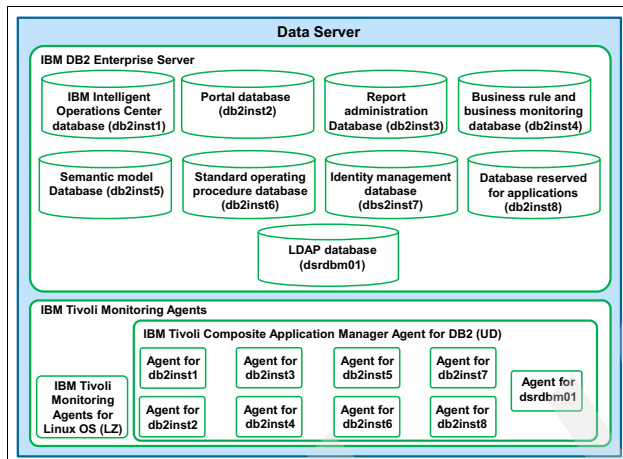 Data Server
IBM DB2 Enterprise Server
IBM Intelligent
Operations Center
database (db2inst1)
Portal database
(db2inst2)
Report
administration
Database (db2inst3)
Business rule and
business monitoring
database (db2inst4)
Semantic model
Database (db2inst5)
Standard operating
procedure database
(db2inst6)
Identity management
database
(dbs2inst7)
Database reserved
for applications
(db2inst8)
LDAP database
(dsrdbm01)
IBM Tivoli Monitoring Agents
IBM Tivoli Composite Application Manager Agent for DB2 (UD)
IBM Tivoli
Monitoring
Agents for
Linux OS (LZ)
Agent for
db2inst1
Agent for
db2inst3
Agent for
db2inst5
Agent for
db2inst7
Agent for
dsrdbm01
Agent for
db2inst2
Agent for
db2inst4
Agent for
db2inst6
Agent for
db2inst8